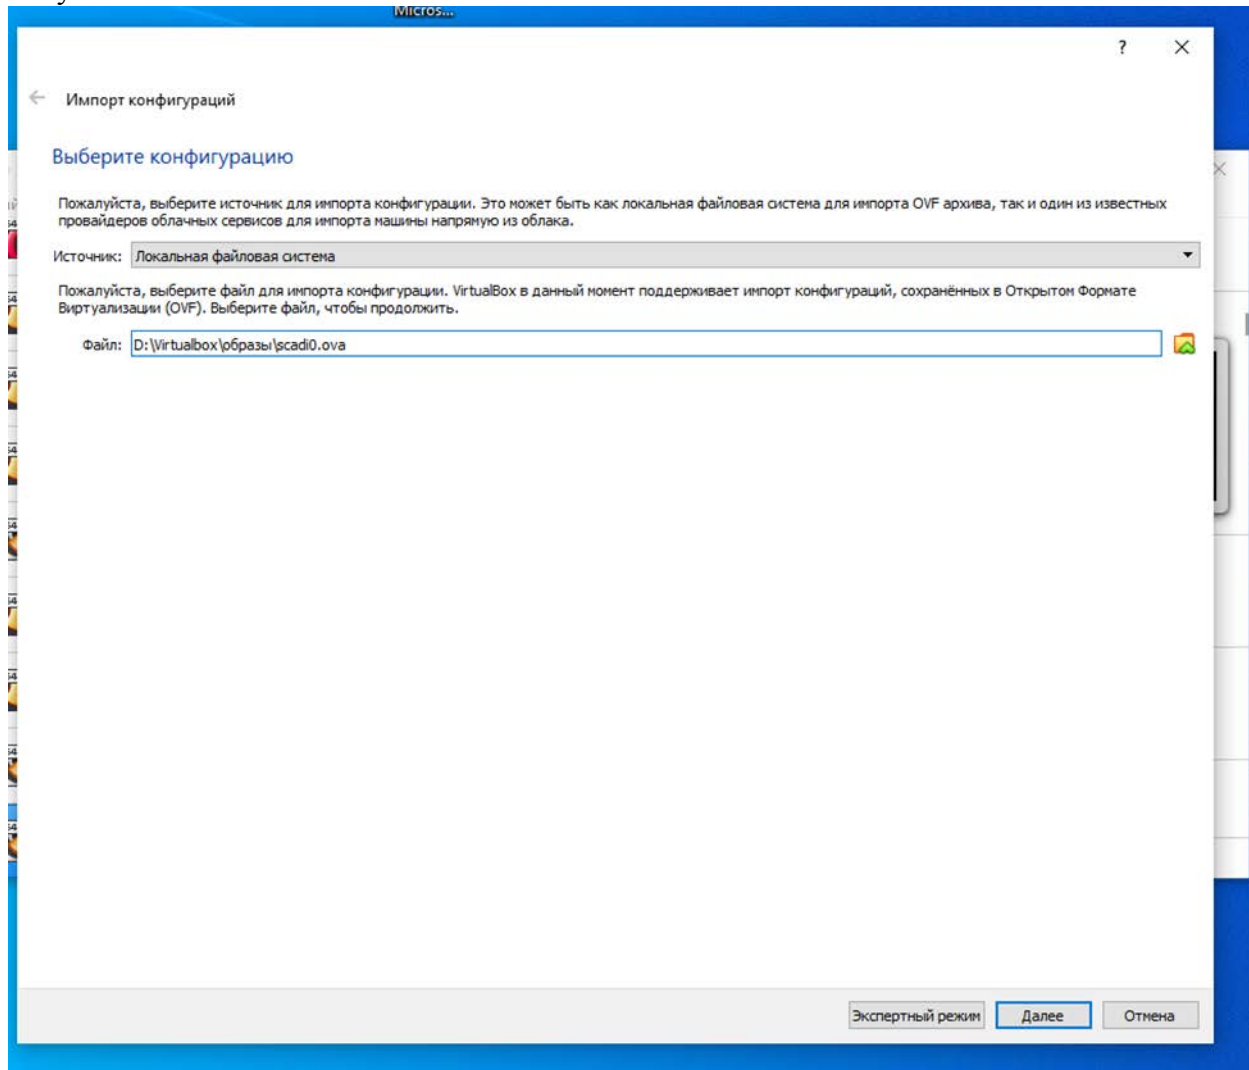 Micros...
?
Импорт конфигураций
Выберите конфигурацию
Пожалуйста, выберите источник для импорта конфигурации. Это может быть как локальная файловая система для импорта OVF архива, так и один из известных
провайдеров облачных сервисов для импорта машины напрямую из облака.
Источник: Локальная файловая система
Пожалуйста, выберите файл для импорта конфигурации. VirtualBox в данный момент поддерживает импорт конфигураций, сохранённых в Открытом Формате
Виртуализации (OVF). Выберите файл, чтобы продолжить.
Файл: D:\Virtualbox\образы\scadi0.ova
Экспертный режим Далее Отмена